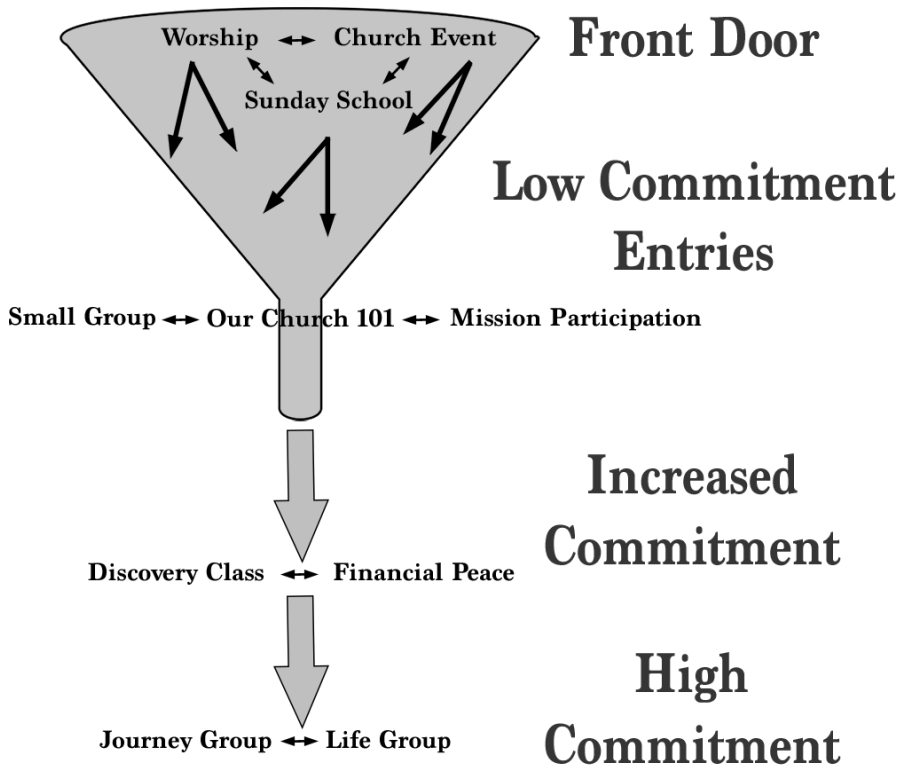 Worship Church Event
Front Door
Sunday School
Low Commitment
Entries
Small Group Our Church 101 Mission Participation
Increased
Commitment
Discovery Class Financial Peace
High
Commitment
Journey Group Life Group